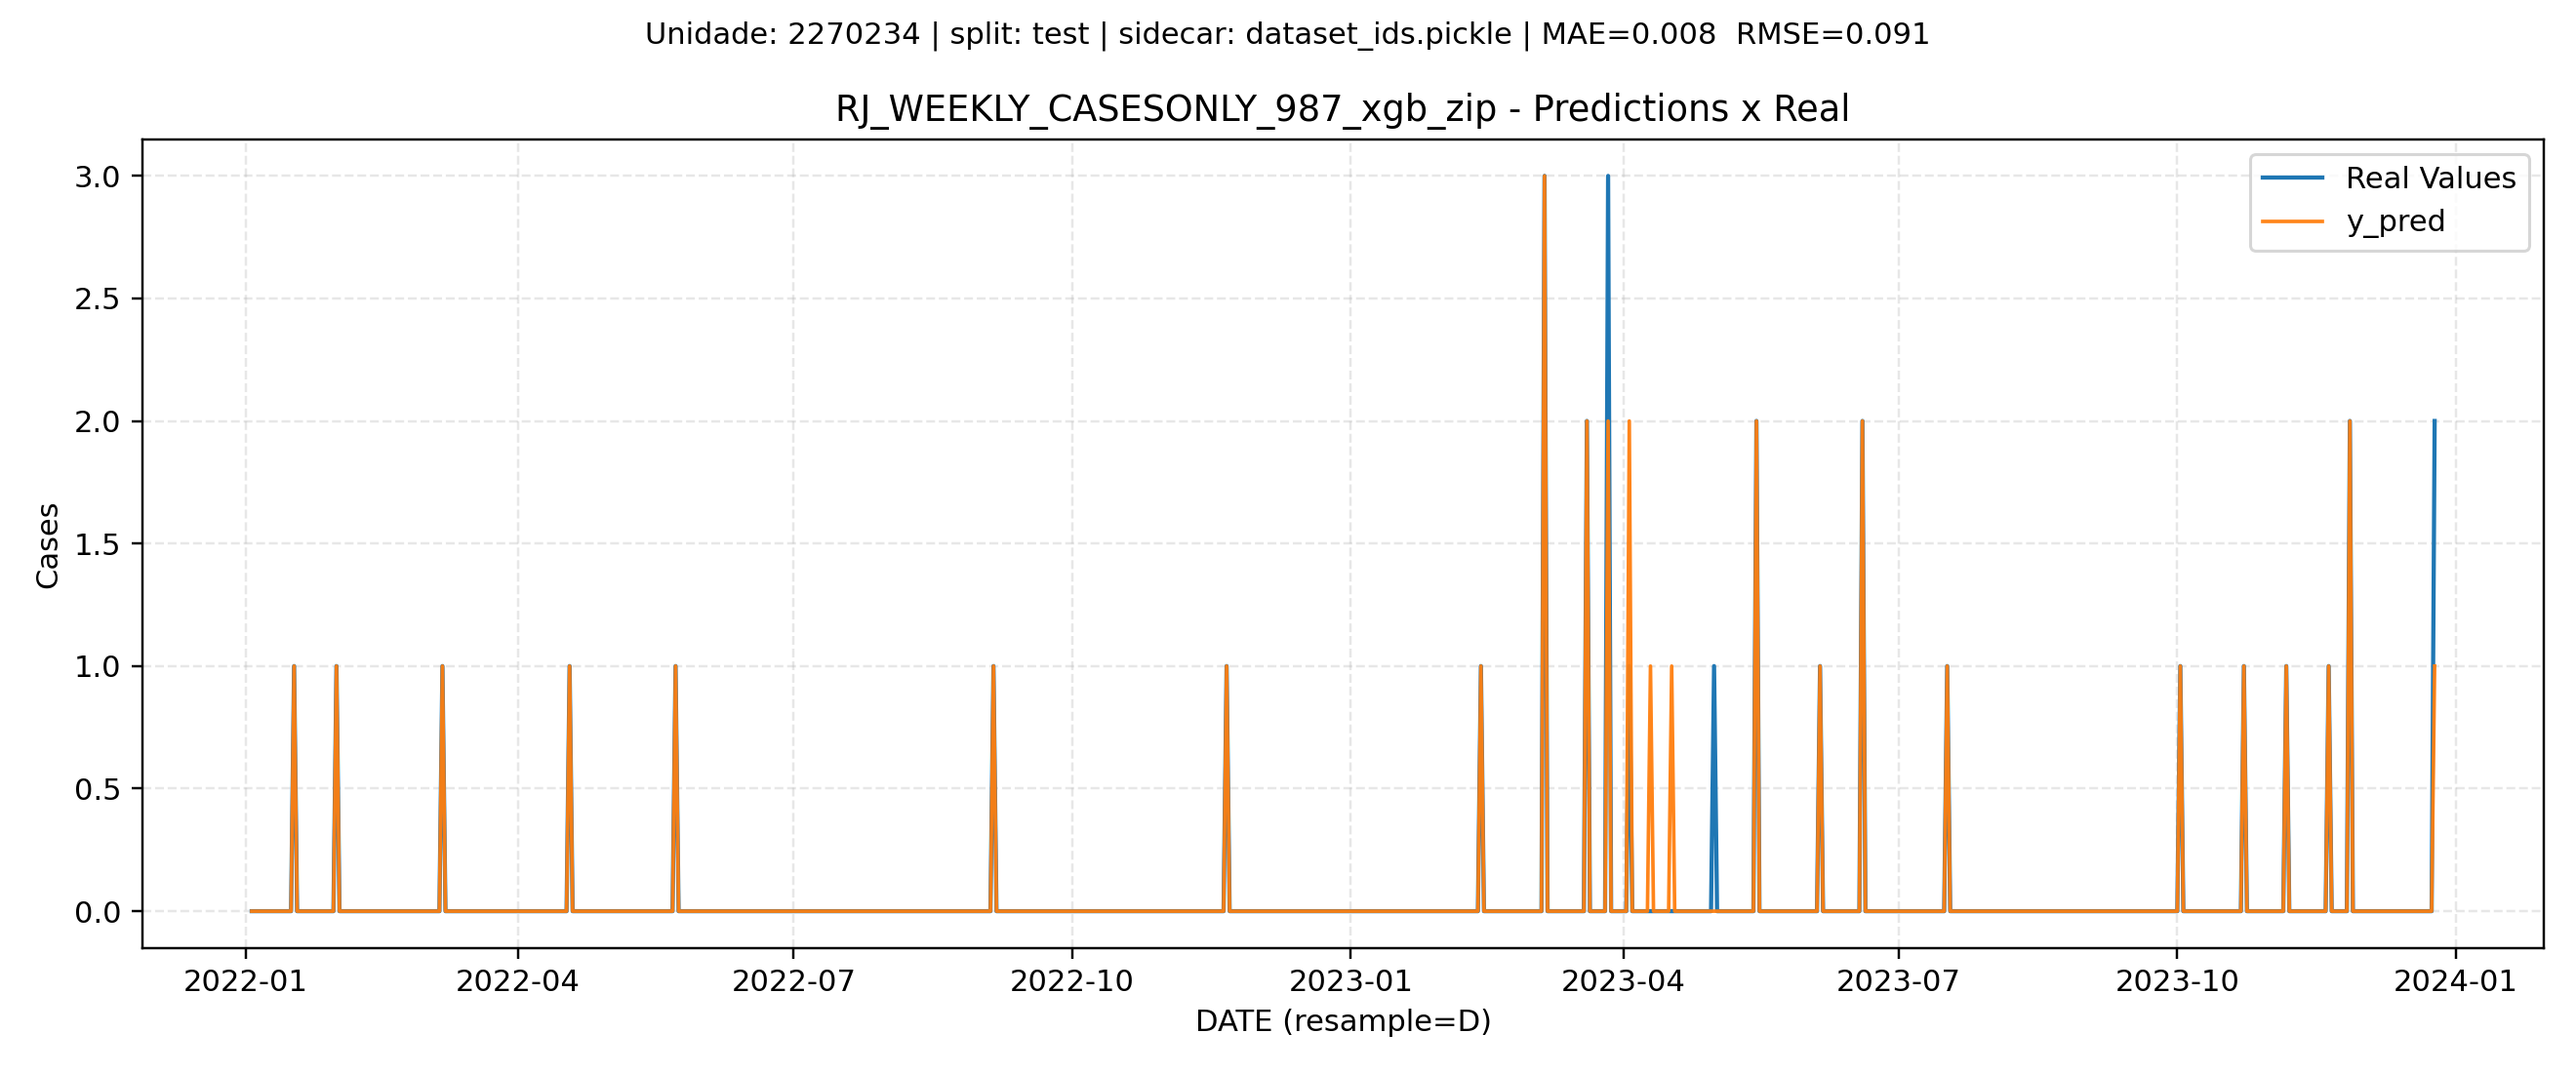 Unidade: 2270234 | split: test | sidecar: dataset_ids.pickle | MAE=0.008  RMSE=0.091
RJ_WEEKLY_CASESONLY_987_xgb_zip - Predictions x Real
Real Values
y_pred
Cases
3.0
2.5
2.0
1.5
1.0
0.5
0.0
2022-01 2022-04 2022-07 2022-10 2023-01 2023-04 2023-07 2023-10 2024-01
DATE (resample=D)